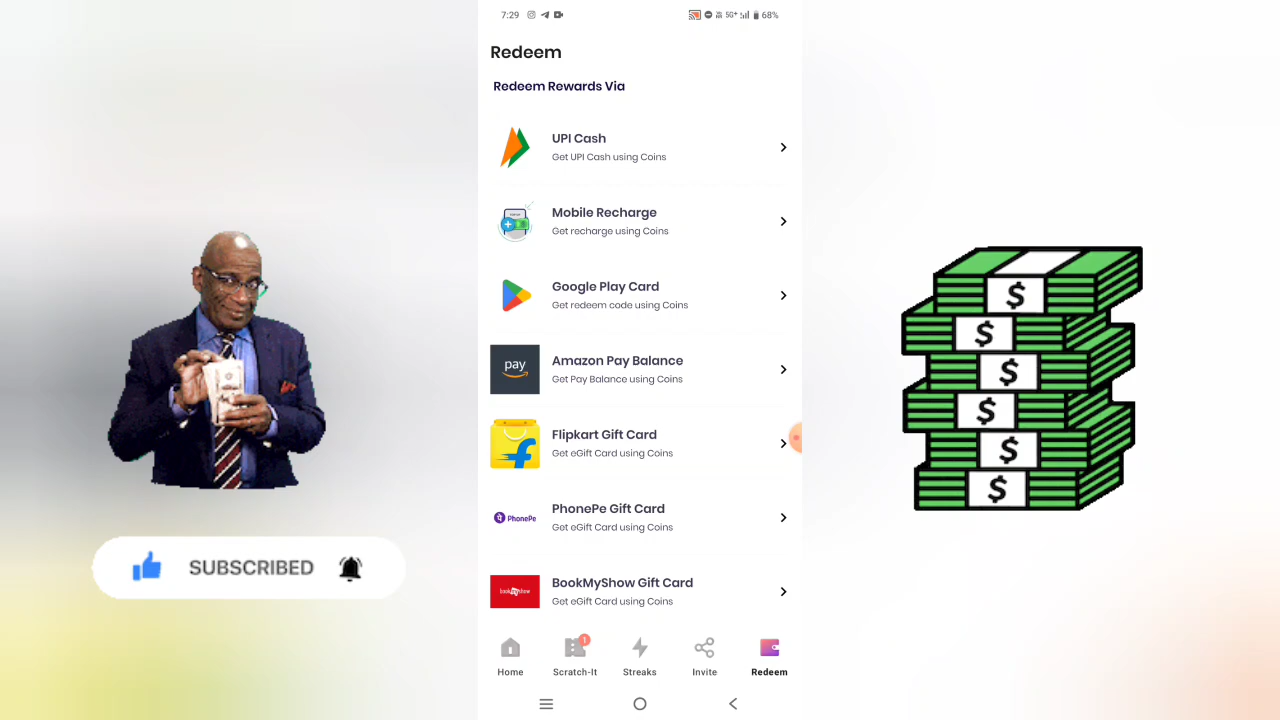 7:29
5G+ 68%
Redeem
Redeem Rewards Via
UPI Cash
Get UPI Cash using Coins
Mobile Recharge
Get recharge using Coins
Google Play Card
Get redeem code using Coins
pay
Amazon Pay Balance
Get Pay Balance using Coins
Flipkart Gift Card
Get eGift Card using Coins
PhonePe
PhonePe Gift Card
Get eGift Card using Coins
bookmyshow
BookMyShow Gift Card
Get eGift Card using Coins
1
Home Scratch-It Streaks Invite Redeem
SUBSCRIBED
$
$
$
$
$
$